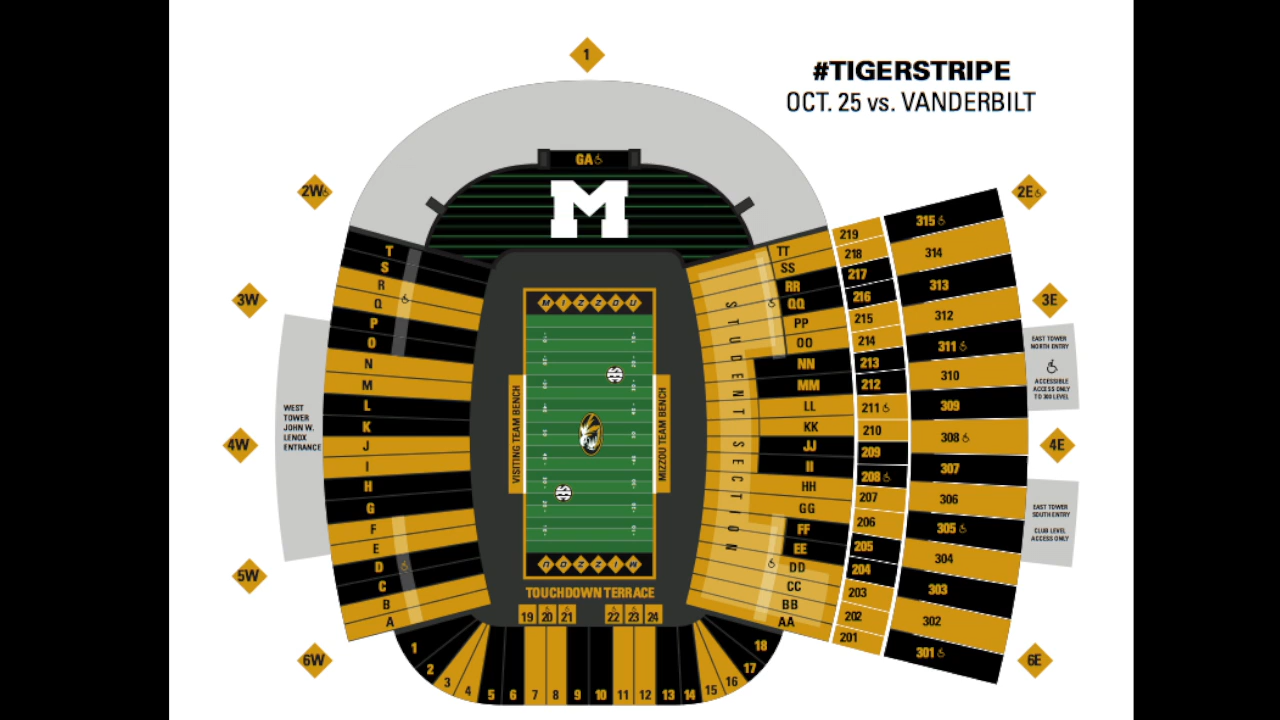 #TIGERSTRIPE
OCT. 25 vs. VANDERBILT
1
GA
M
2W
2E
3W
3E
4W
4E
5W
5E
6W
6E
T
S
R
Q
P
O
N
M
L
K
J
I
H
G
F
E
D
C
B
A
WEST
TOWER
JOHN W.
LENOX
ENTRANCE
MIZZOU
VISITING TEAM BENCH
MIZZOU TEAM BENCH
MIZZOU
TOUCHDOWN TERRACE
19 20 21 22 23 24
1
2
3
4
5
6
7
8
9
10
11
12
13
14
15
16
17
18
STUDENT SECTION
TT
SS
RR
QQ
PP
OO
NN
MM
LL
KK
JJ
II
HH
GG
FF
EE
DD
CC
BB
AA
219
218
217
216
215
214
213
212
211
210
209
208
207
206
205
204
203
202
201
315
314
313
312
311
310
309
308
307
306
305
304
303
302
301
EAST TOWER
NORTH ENTRY
ACCESSIBLE
ACCESS ONLY
TO 300 LEVEL
EAST TOWER
SOUTH ENTRY
CLUB LEVEL
ACCESS ONLY